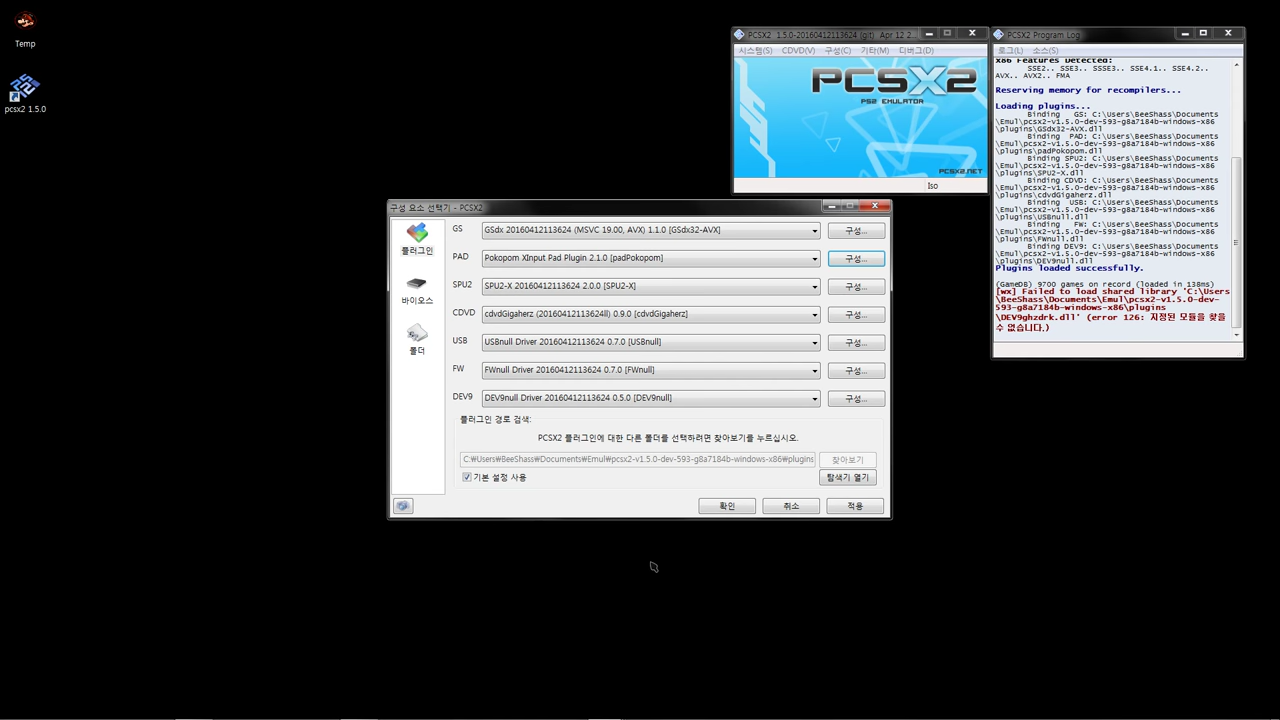 Temp
pcsx2 1.5.0
PCSX2 1.5.0-20160412113624 (git) Apr 12 2...
시스템(S) CDVD(V) 구성(C) 기타(M) 디버그(D)
PCSX2
PS2 EMULATOR
PCSX2.NET
Iso
PCSX2 Program Log
로그(L) 소스(S)
x86 Features Detected:
SSE2.. SSE3.. SSSE3.. SSE4.1.. SSE4.2..
AVX.. AVX2.. FMA
Reserving memory for recompilers...
Loading plugins...
Binding GS: C:\Users\BeeShass\Documents
\Emul\pcsx2-v1.5.0-dev-593-g8a7184b-windows-x86
\plugins\GSdx32-AVX.dll
Binding PAD: C:\Users\BeeShass\Documents
\Emul\pcsx2-v1.5.0-dev-593-g8a7184b-windows-x86
\plugins\padPokopom.dll
Binding SPU2: C:\Users\BeeShass\Documents
\Emul\pcsx2-v1.5.0-dev-593-g8a7184b-windows-x86
\plugins\SPU2-X.dll
Binding CDVD: C:\Users\BeeShass\Documents
\Emul\pcsx2-v1.5.0-dev-593-g8a7184b-windows-x86
\plugins\cdvdGigaherz.dll
Binding USB: C:\Users\BeeShass\Documents
\Emul\pcsx2-v1.5.0-dev-593-g8a7184b-windows-x86
\plugins\USBnull.dll
Binding FW: C:\Users\BeeShass\Documents
\Emul\pcsx2-v1.5.0-dev-593-g8a7184b-windows-x86
\plugins\FWnull.dll
Binding DEV9: C:\Users\BeeShass\Documents
\Emul\pcsx2-v1.5.0-dev-593-g8a7184b-windows-x86
\plugins\DEV9null.dll
Plugins loaded successfully.
(GameDB) 9700 games on record (loaded in 138ms)
[wx] Failed to load shared library 'C:\Users
\BeeShass\Documents\Emul\pcsx2-v1.5.0-dev-
593-g8a7184b-windows-x86\plugins
\DEV9ghzdrk.dll' (error 126: 지정된 모듈을 찾을
수 없습니다.)
구성 요소 선택기 - PCSX2
플러그인
바이오스
폴더
GS GSdx 20160412113624 (MSVC 19.00, AVX) 1.1.0 [GSdx32-AVX] 구성...
PAD Pokopom XInput Pad Plugin 2.1.0 [padPokopom] 구성...
SPU2 SPU2-X 20160412113624 2.0.0 [SPU2-X] 구성...
CDVD cdvdGigaherz (20160412113624ll) 0.9.0 [cdvdGigaherz] 구성...
USB USBnull Driver 20160412113624 0.7.0 [USBnull] 구성...
FW FWnull Driver 20160412113624 0.7.0 [FWnull] 구성...
DEV9 DEV9null Driver 20160412113624 0.5.0 [DEV9null] 구성...
플러그인 경로 검색:
PCSX2 플러그인에 대한 다른 폴더를 선택하려면 찾아보기를 누르십시오.
C:₩Users₩BeeShass₩Documents₩Emul₩pcsx2-v1.5.0-dev-593-g8a7184b-windows-x86₩plugins 찾아보기
기본 설정 사용 탐색기 열기
확인 취소 적용